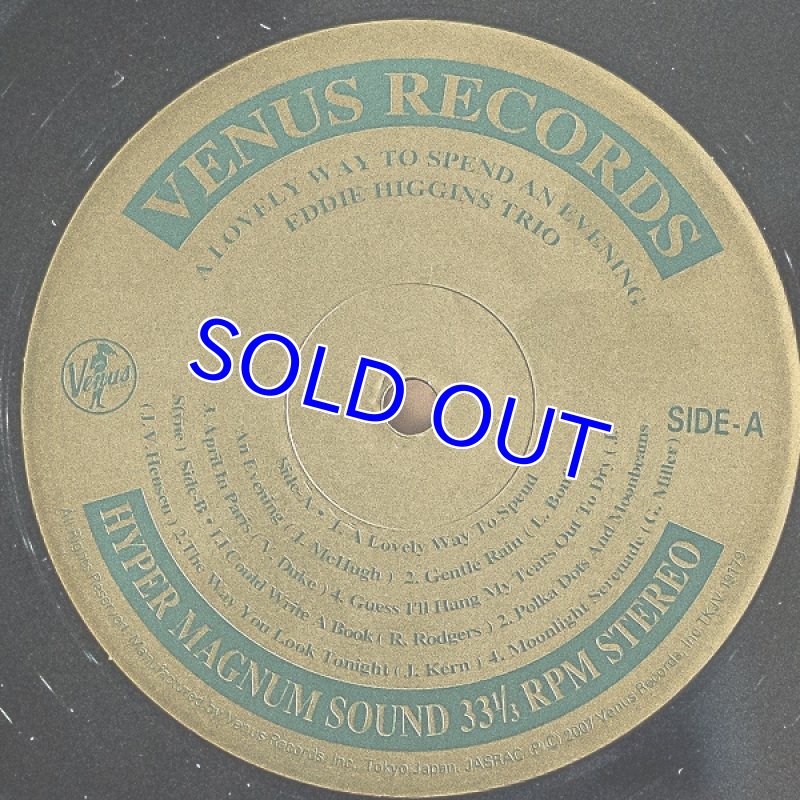 VENUS RECORDS
A LOVELY WAY TO SPEND AN EVENING
EDDIE HIGGINS TRIO
Venus
SOLD OUT
SIDE-A
Side-A • 1. A Lovely Way To Spend
An Evening ( J. McHugh ) 2. Gentle Rain ( L.
3. April In Paris ( V. Duke ) 4. Guess I'll Hang My Tears Out To Dry ( J.
Styne ) Side-B • 1. I Could Write A Book ( R. Rodgers ) 2. Polka Dots And Moonbeams
( J.V. Heusen ) 2.The Way You Look Tonight ( J. Kern ) 4. Moonlight Serenade ( G. Miller )
HYPER MAGNUM SOUND 33⅓ RPM STEREO
All Rights Reserved. Manufactured by Venus Records, Inc., Tokyo Japan. JASRAC (P)(C) 2007 Venus Records, Inc. TKJV-19179